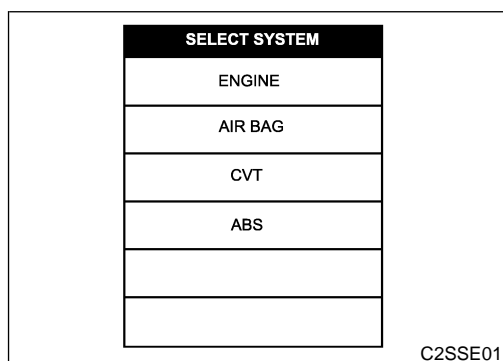 SELECT SYSTEM
ENGINE
AIR BAG
CVT
ABS
C2SSE01